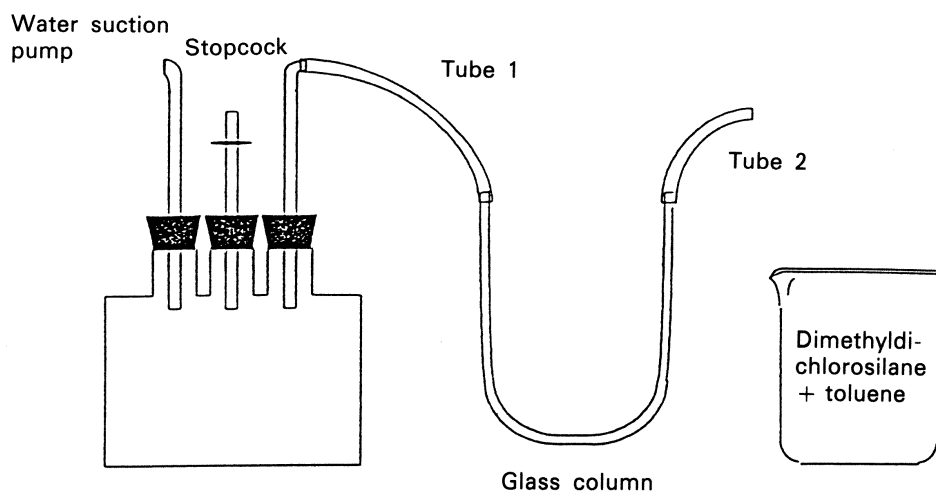 Water suction
pump
Stopcock
Tube 1
Tube 2
Dimethyldi-
chlorosilane
+ toluene
Glass column